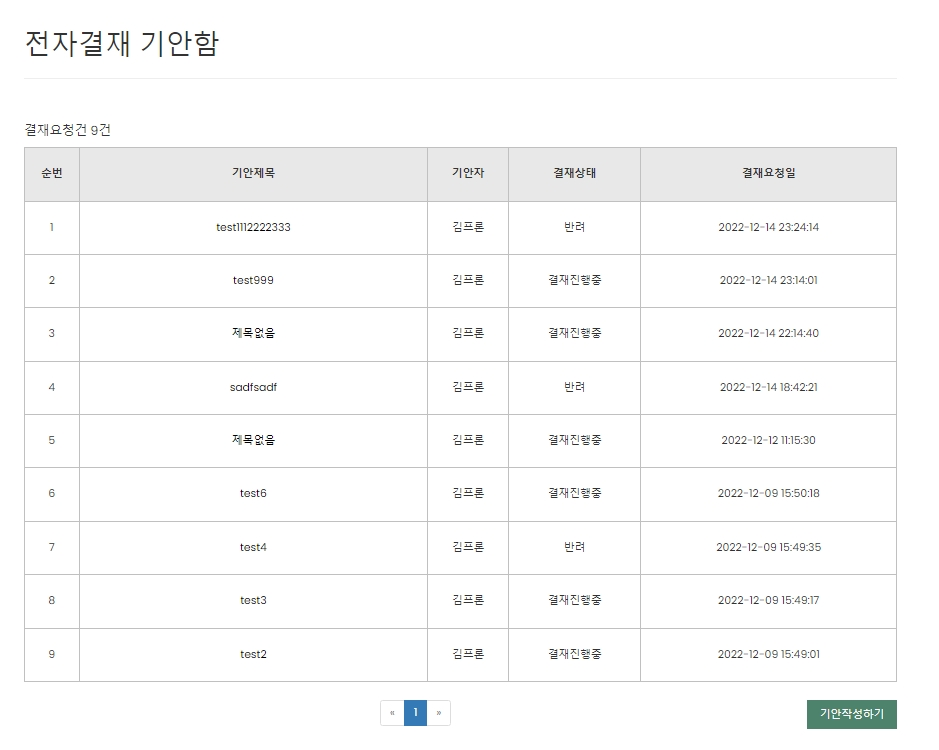 전자결재 기안함
결재요청건 9건
순번 기안제목 기안자 결재상태 결재요청일
1 test1112222333 김프론 반려 2022-12-14 23:24:14
2 test999 김프론 결재진행중 2022-12-14 23:14:01
3 제목없음 김프론 결재진행중 2022-12-14 22:14:40
4 sadfsadf 김프론 반려 2022-12-14 18:42:21
5 제목없음 김프론 결재진행중 2022-12-12 11:15:30
6 test6 김프론 결재진행중 2022-12-09 15:50:18
7 test4 김프론 반려 2022-12-09 15:49:35
8 test3 김프론 결재진행중 2022-12-09 15:49:17
9 test2 김프론 결재진행중 2022-12-09 15:49:01
« 1 » 기안작성하기